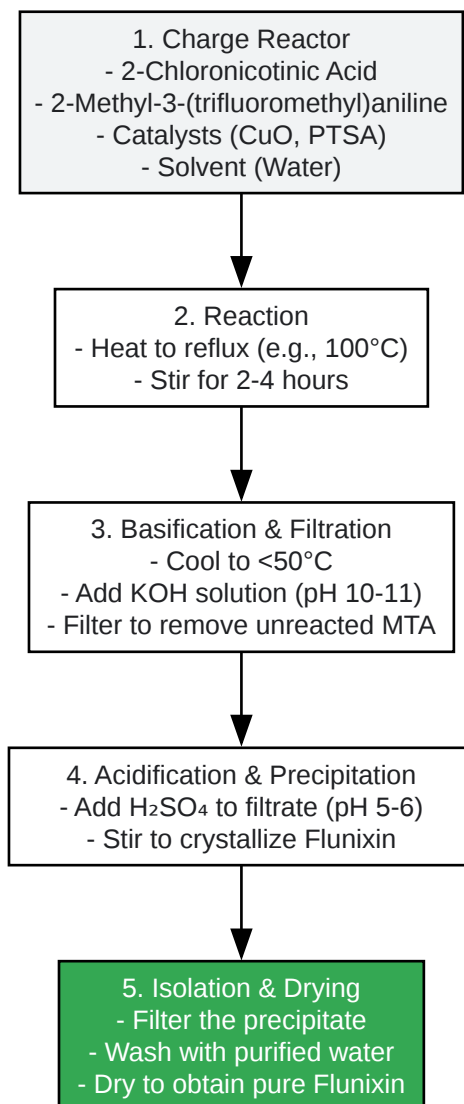 1. Charge Reactor
- 2-Chloronicotinic Acid
- 2-Methyl-3-(trifluoromethyl)aniline
- Catalysts (CuO, PTSA)
- Solvent (Water)
2. Reaction
- Heat to reflux (e.g., 100°C)
- Stir for 2-4 hours
3. Basification & Filtration
- Cool to <50°C
- Add KOH solution (pH 10-11)
- Filter to remove unreacted MTA
4. Acidification & Precipitation
- Add H₂SO₄ to filtrate (pH 5-6)
- Stir to crystallize Flunixin
5. Isolation & Drying
- Filter the precipitate
- Wash with purified water
- Dry to obtain pure Flunixin